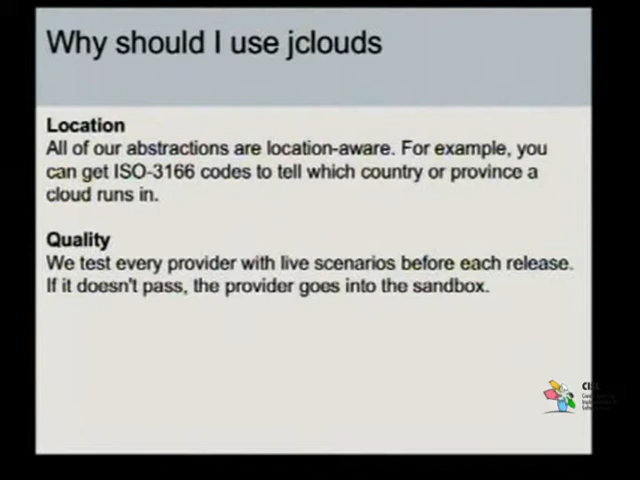 Why should I use jclouds
Location
All of our abstractions are location-aware. For example, you
can get ISO-3166 codes to tell which country or province a
cloud runs in.
Quality
We test every provider with live scenarios before each release.
If it doesn't pass, the provider goes into the sandbox.